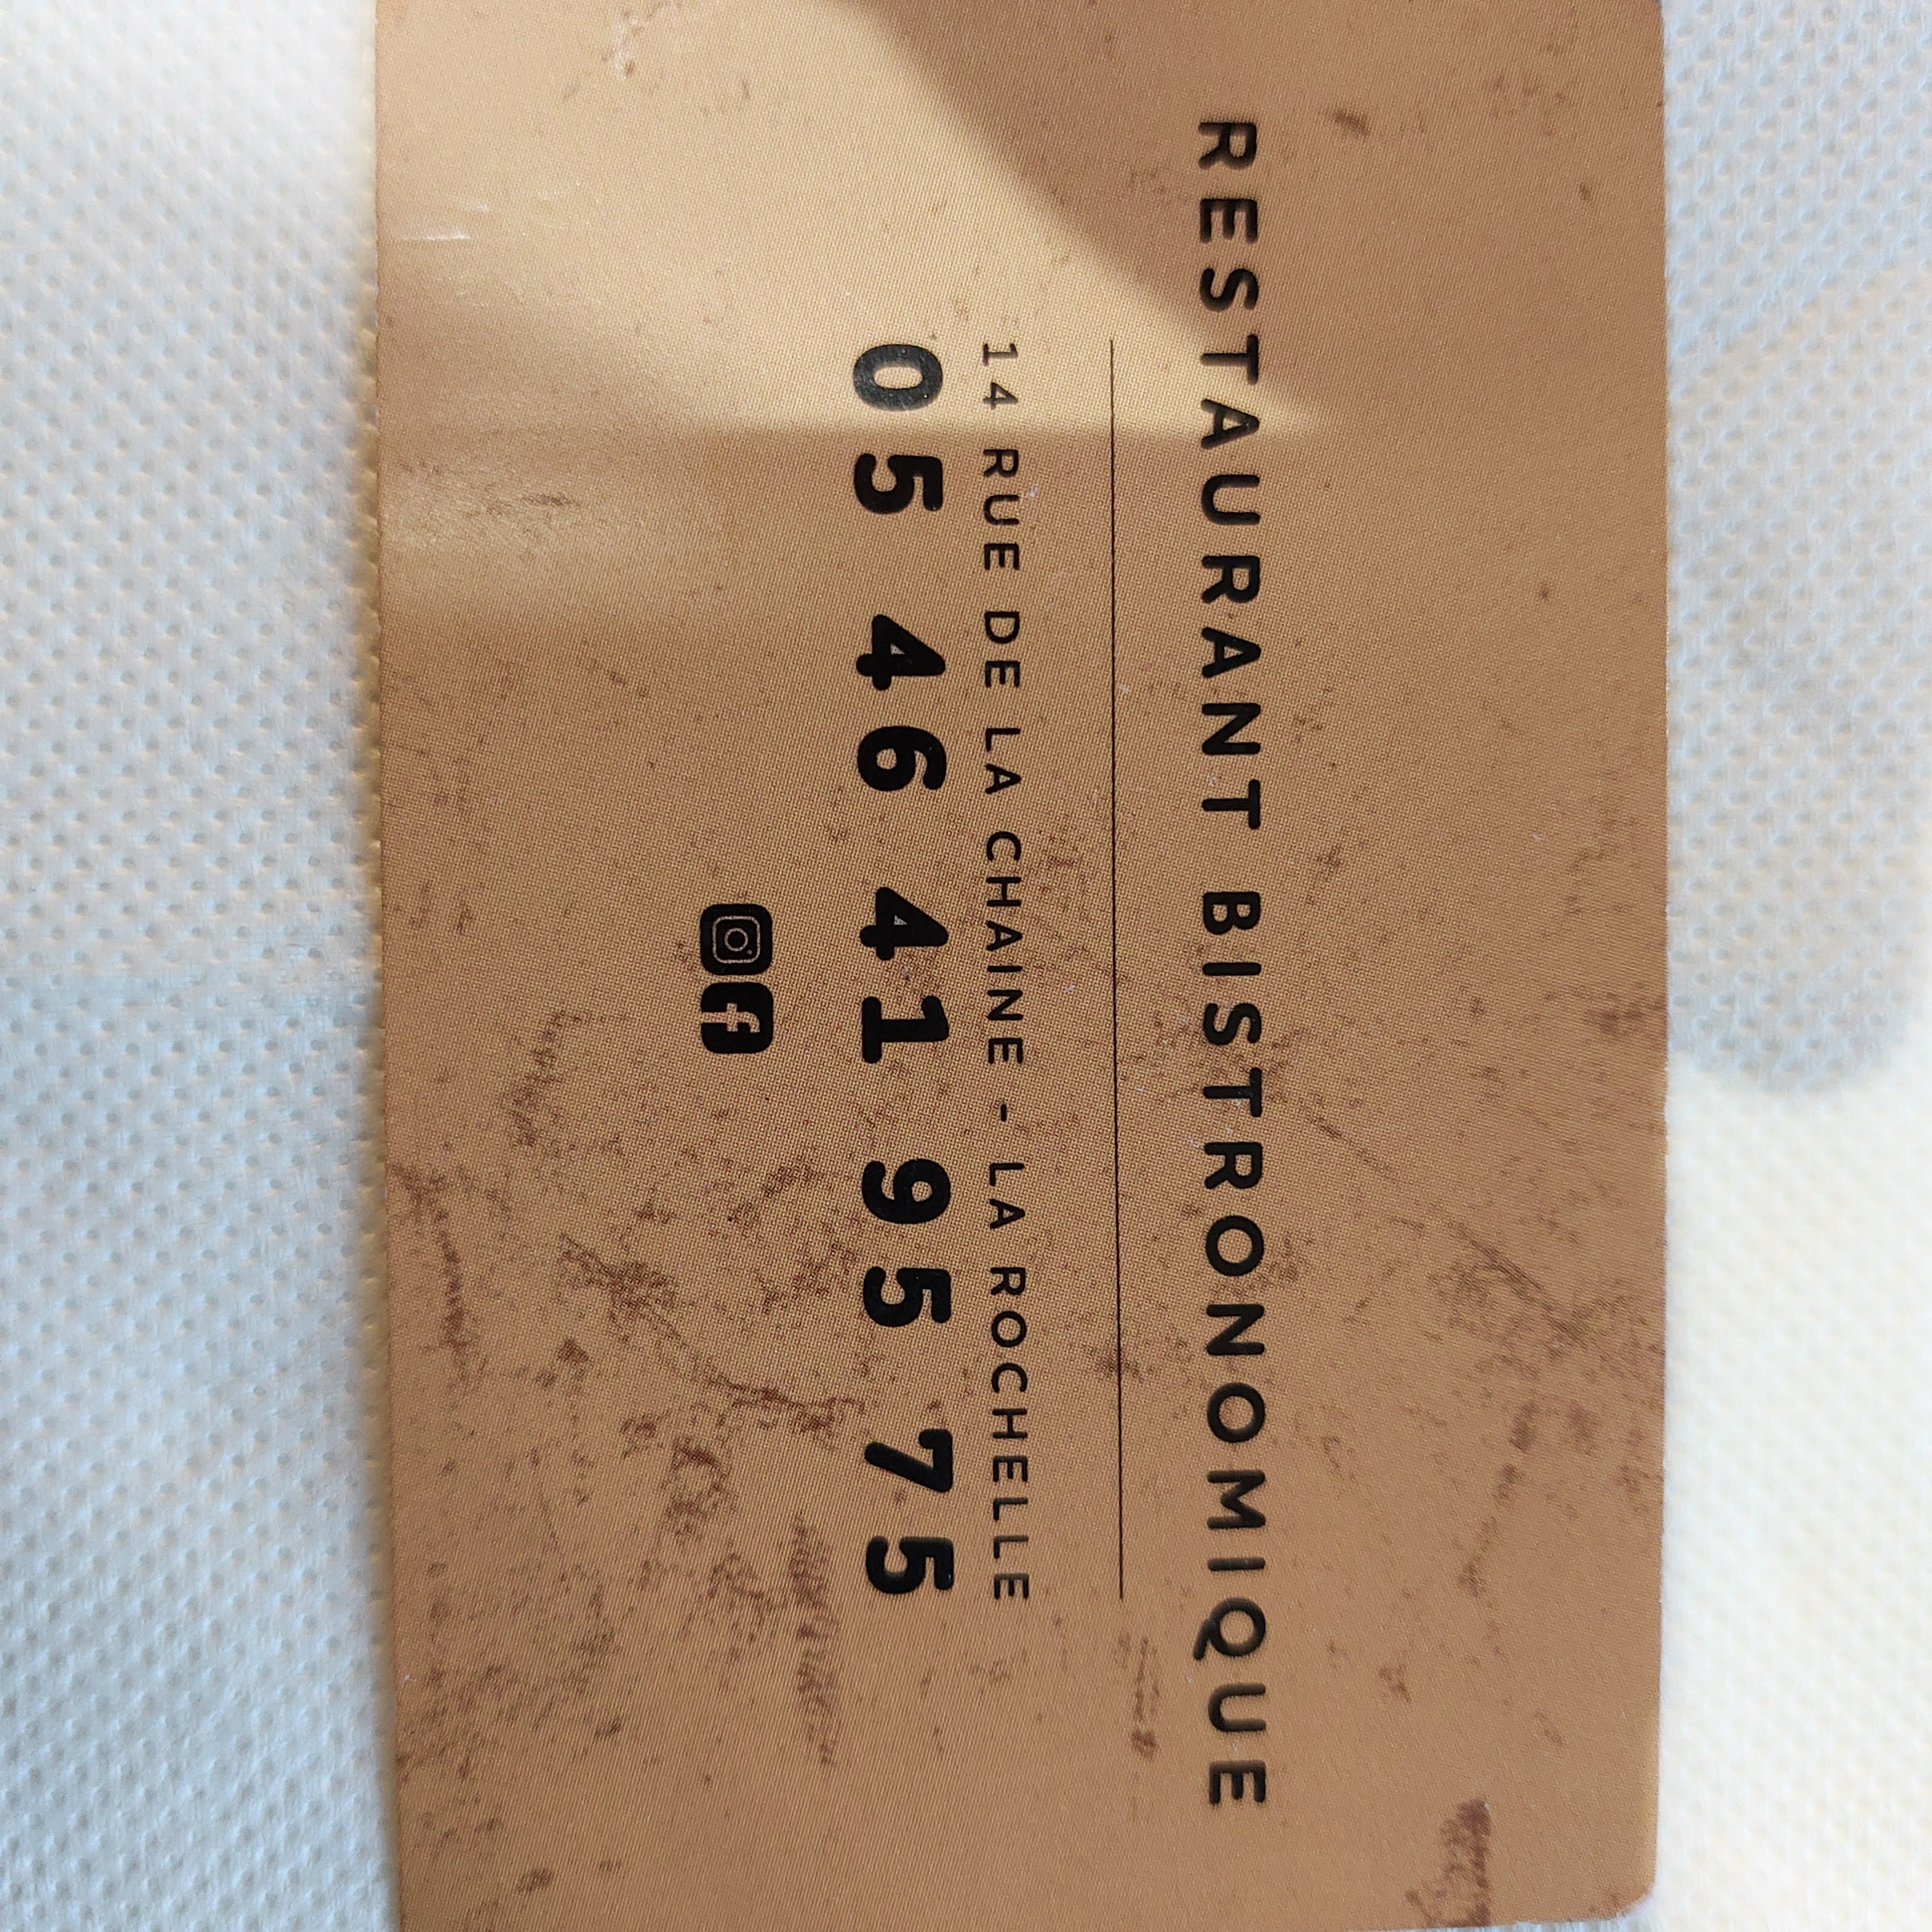 RESTAURANT BISTRONOMIQUE
14 RUE DE LA CHAINE - LA ROCHELLE
05 46 41 95 75